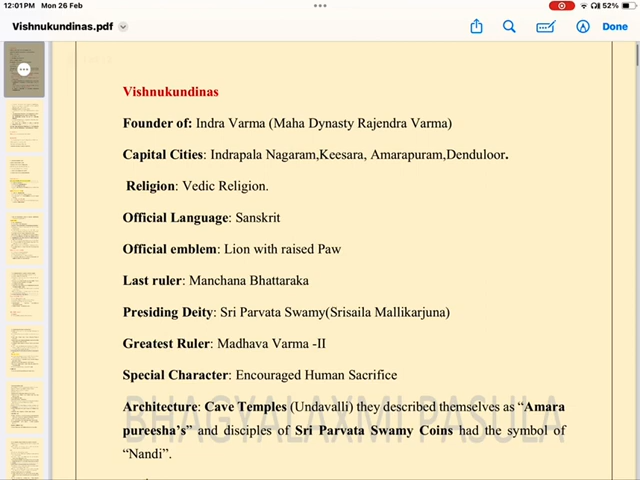 12:01PM Mon 26 Feb
52%
Vishnukundinas.pdf
Done
Vishnukundinas
Founder of: Indra Varma (Maha Dynasty Rajendra Varma)
Capital Cities: Indrapala Nagaram,Keesara, Amarapuram,Denduloor.
Religion: Vedic Religion.
Official Language: Sanskrit
Official emblem: Lion with raised Paw
Last ruler: Manchana Bhattaraka
Presiding Deity: Sri Parvata Swamy(Srisaila Mallikarjuna)
Greatest Ruler: Madhava Varma -II
Special Character: Encouraged Human Sacrifice
Architecture: Cave Temples (Undavalli) they described themselves as “Amara
pureesha’s” and disciples of Sri Parvata Swamy Coins had the symbol of
“Nandi”.
BHAGYALAXMI PASULA